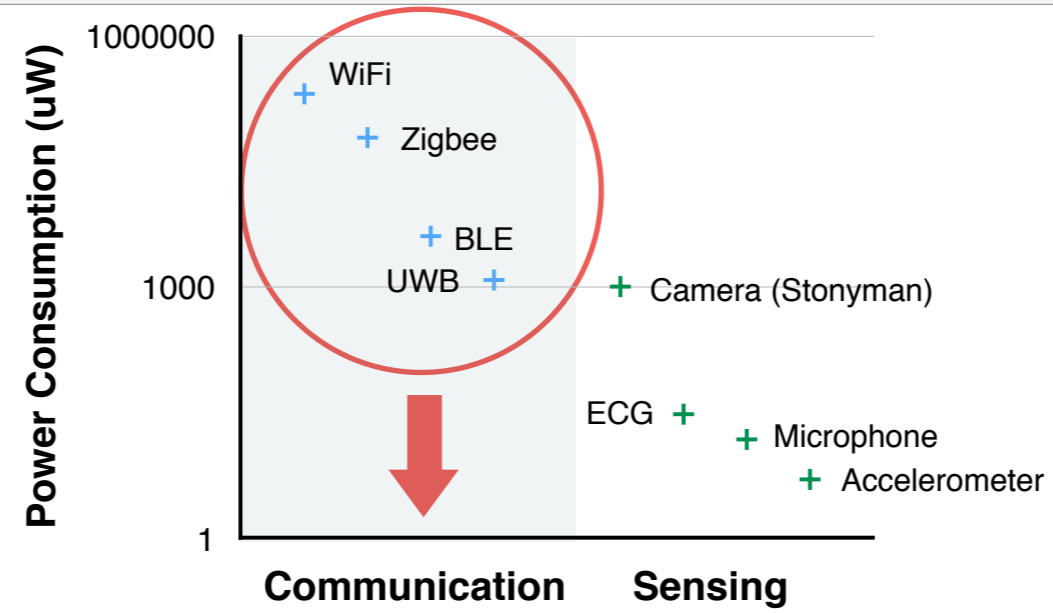 Power Consumption (uW)
1000000
WiFi
Zigbee
BLE
UWB
1000
Camera (Stonyman)
ECG
Microphone
Accelerometer
1
Communication
Sensing